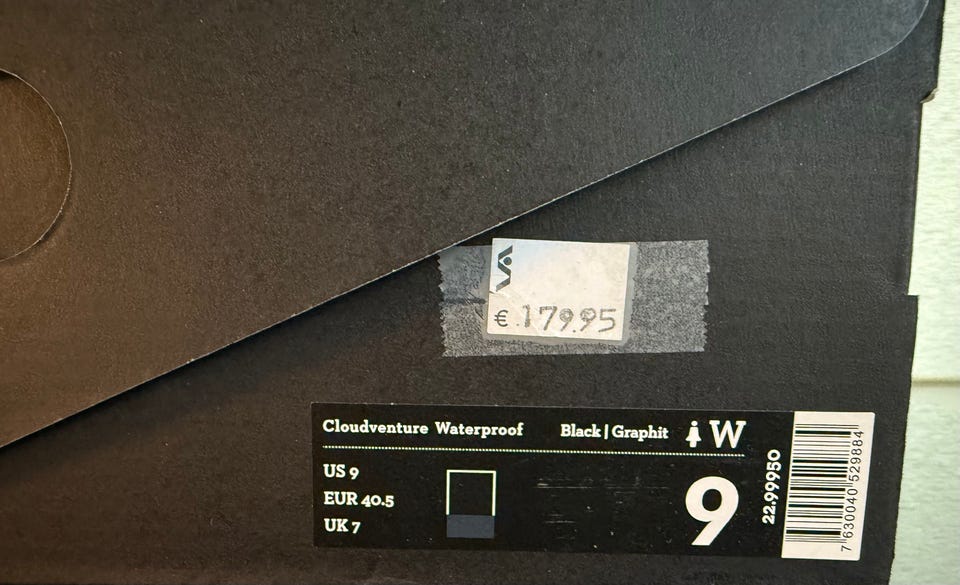 € 179.95
Cloudventure Waterproof Black | Graphit W
US 9
EUR 40.5
UK 7
9
22.99950
7 630040 529884